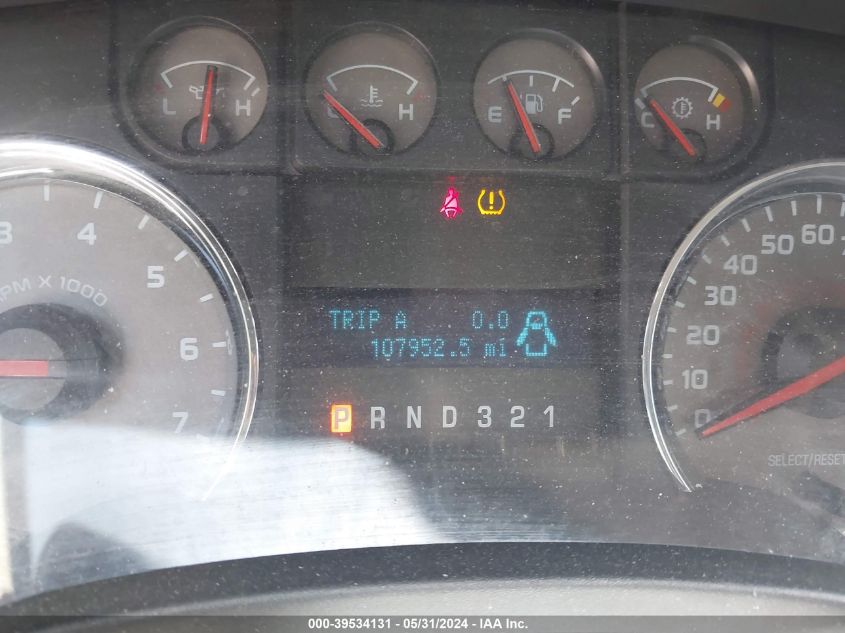 L H
C H
E F
C H
3 4 5 6 7
RPM X 1000
0 10 20 30 40 50 60
TRIP A 0.0
107952.5 mi
P R N D 3 2 1
SELECT/RESET
000-39534131 - 05/31/2024 - IAA Inc.